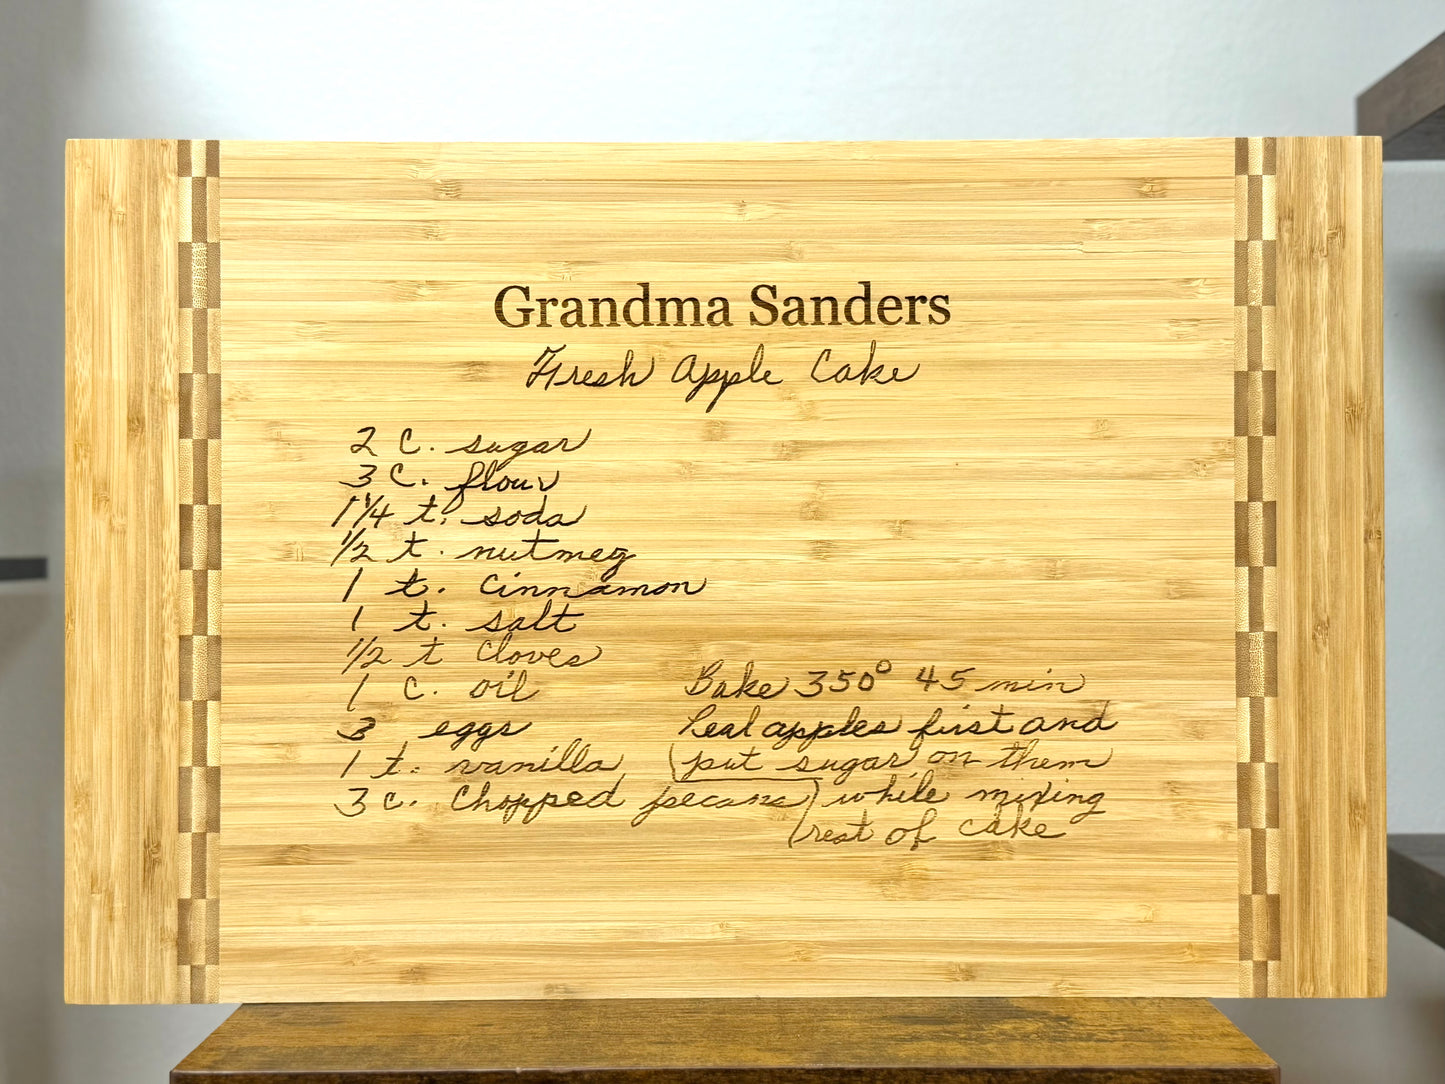 Grandma Sanders
Fresh Apple Cake
2 c. sugar
3 c. flour
1 1/4 t. soda
1/2 t. nutmeg
1 t. cinnamon
1 t. salt
1/2 t cloves
1 c. oil
3 eggs
1 t. vanilla
3 c. Chopped pecans
Bake 350° 45 min
Peal apples first and
(put sugar) on them
while mixing
rest of cake